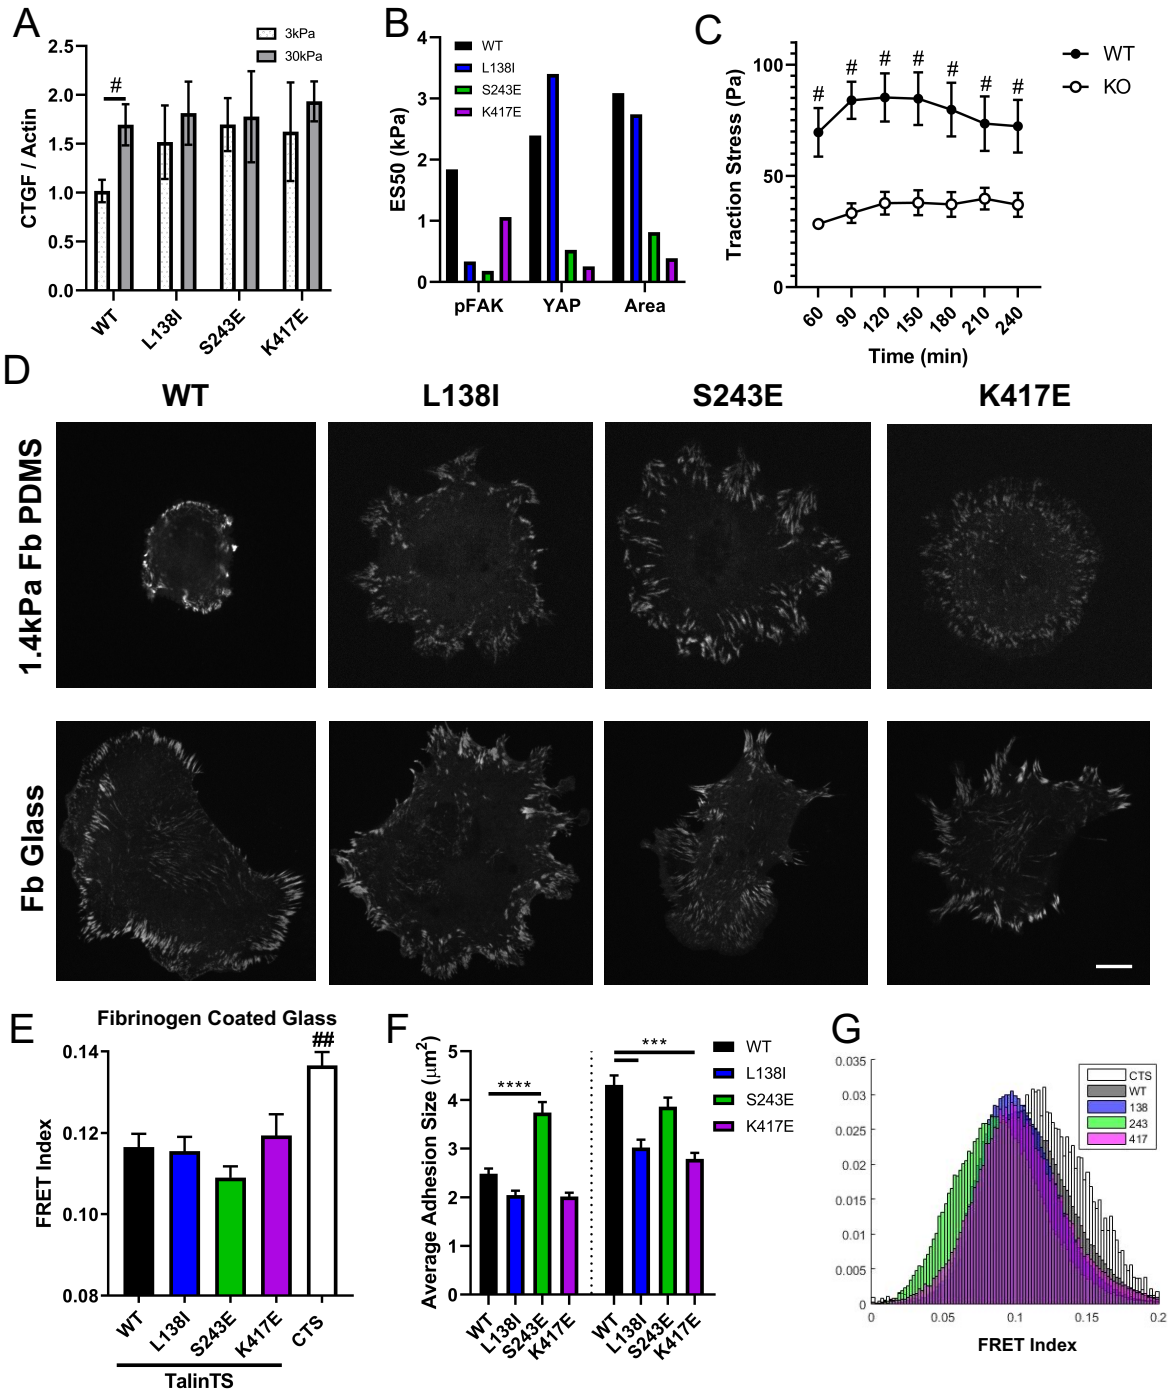 A
3kPa
30kPa
2.5
2.0
1.5
1.0
0.5
0.0
CTGF / Actin
#
WT
L138I
S243E
K417E
B
WT
L138I
S243E
K417E
4
3
2
1
0
ES50 (kPa)
pFAK
YAP
Area
C
WT
KO
100
50
0
Traction Stress (Pa)
# # # # # # #
60 90 120 150 180 210 240
Time (min)
D
WT
L138I
S243E
K417E
1.4kPa Fb PDMS
Fb Glass
E
Fibrinogen Coated Glass
##
0.14
0.12
0.10
0.08
FRET Index
WT
L138I
S243E
K417E
CTS
TalinTS
F
5
4
3
2
1
0
Average Adhesion Size (μm2)
****
***
WT
L138I
S243E
K417E
WT
L138I
S243E
K417E
WT
L138I
S243E
K417E
G
0.035
0.03
0.025
0.02
0.015
0.01
0.005
0
CTS
WT
138
243
417
0 0.05 0.1 0.15 0.2
FRET Index